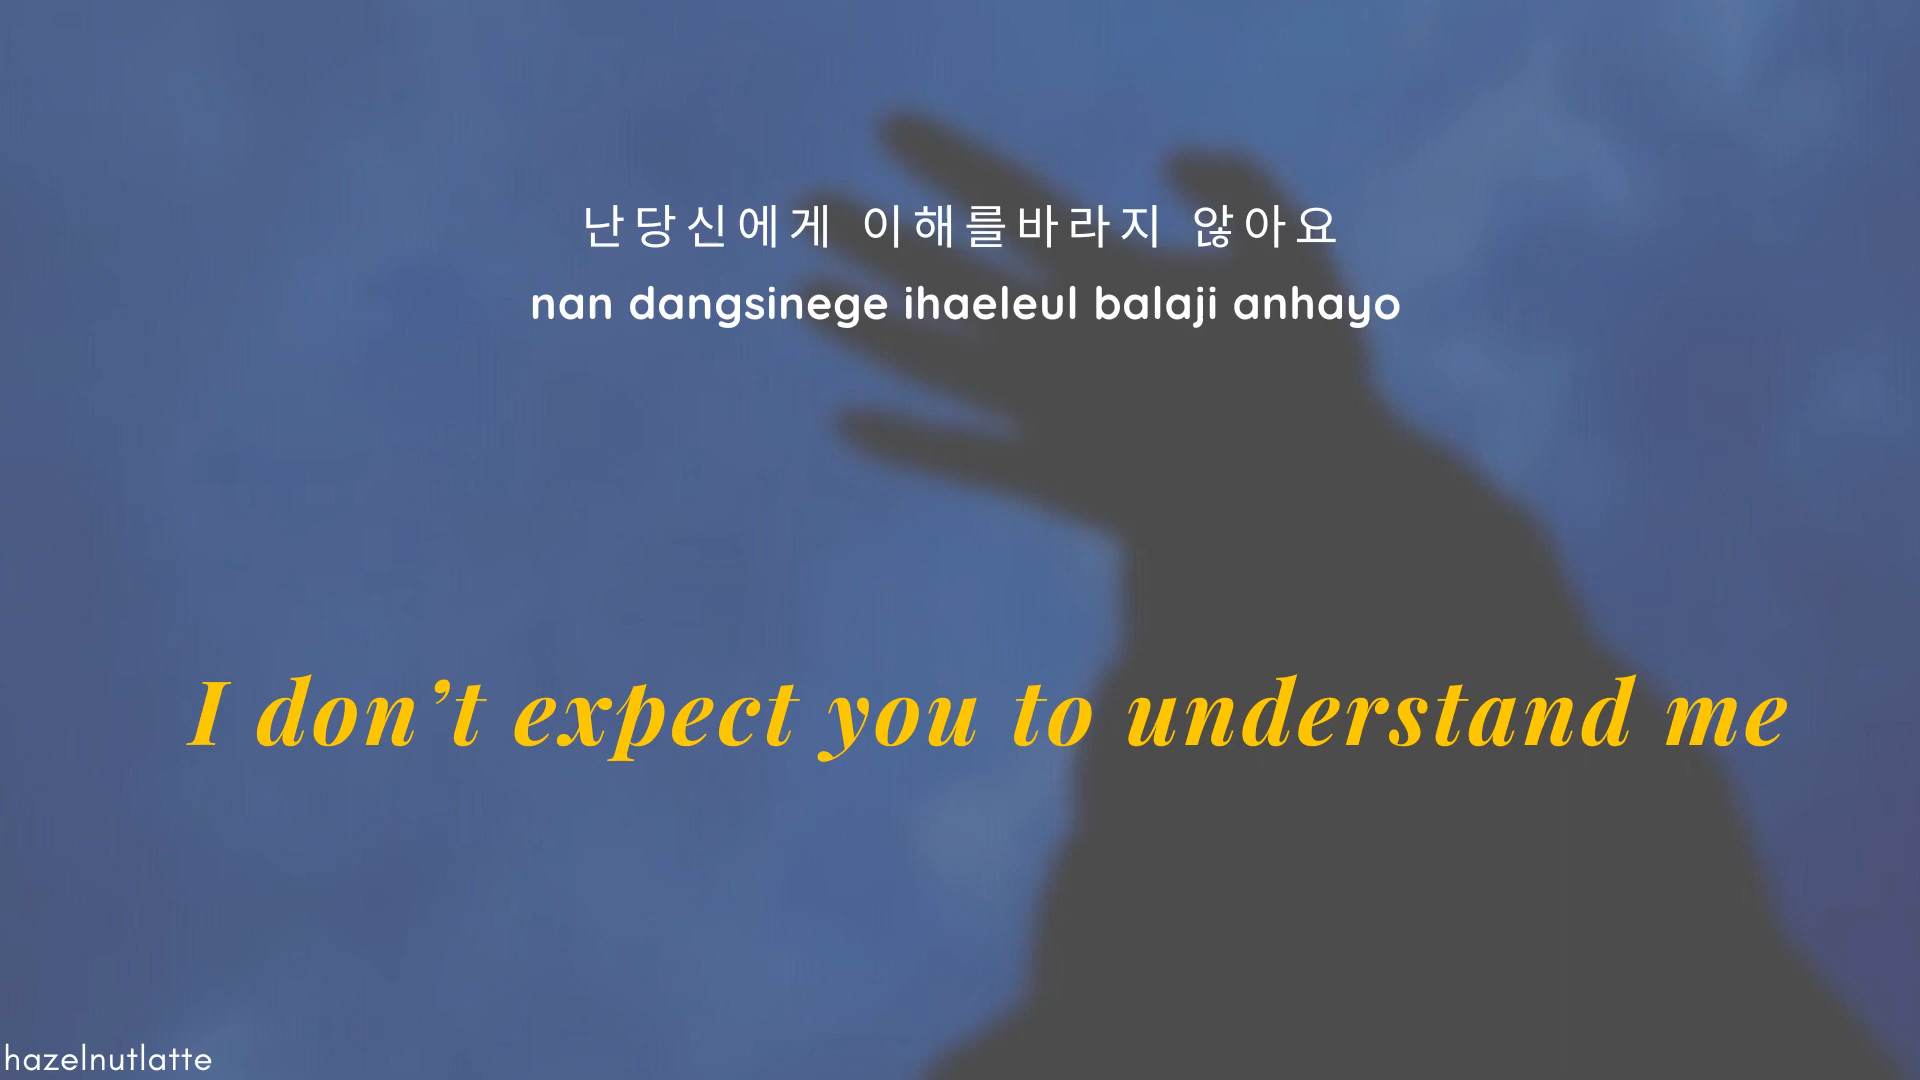 난당신에게 이해를바라지 않아요
nan dangsinege ihaeleul balaji anhayo
I don’t expect you to understand me
hazelnutlatte